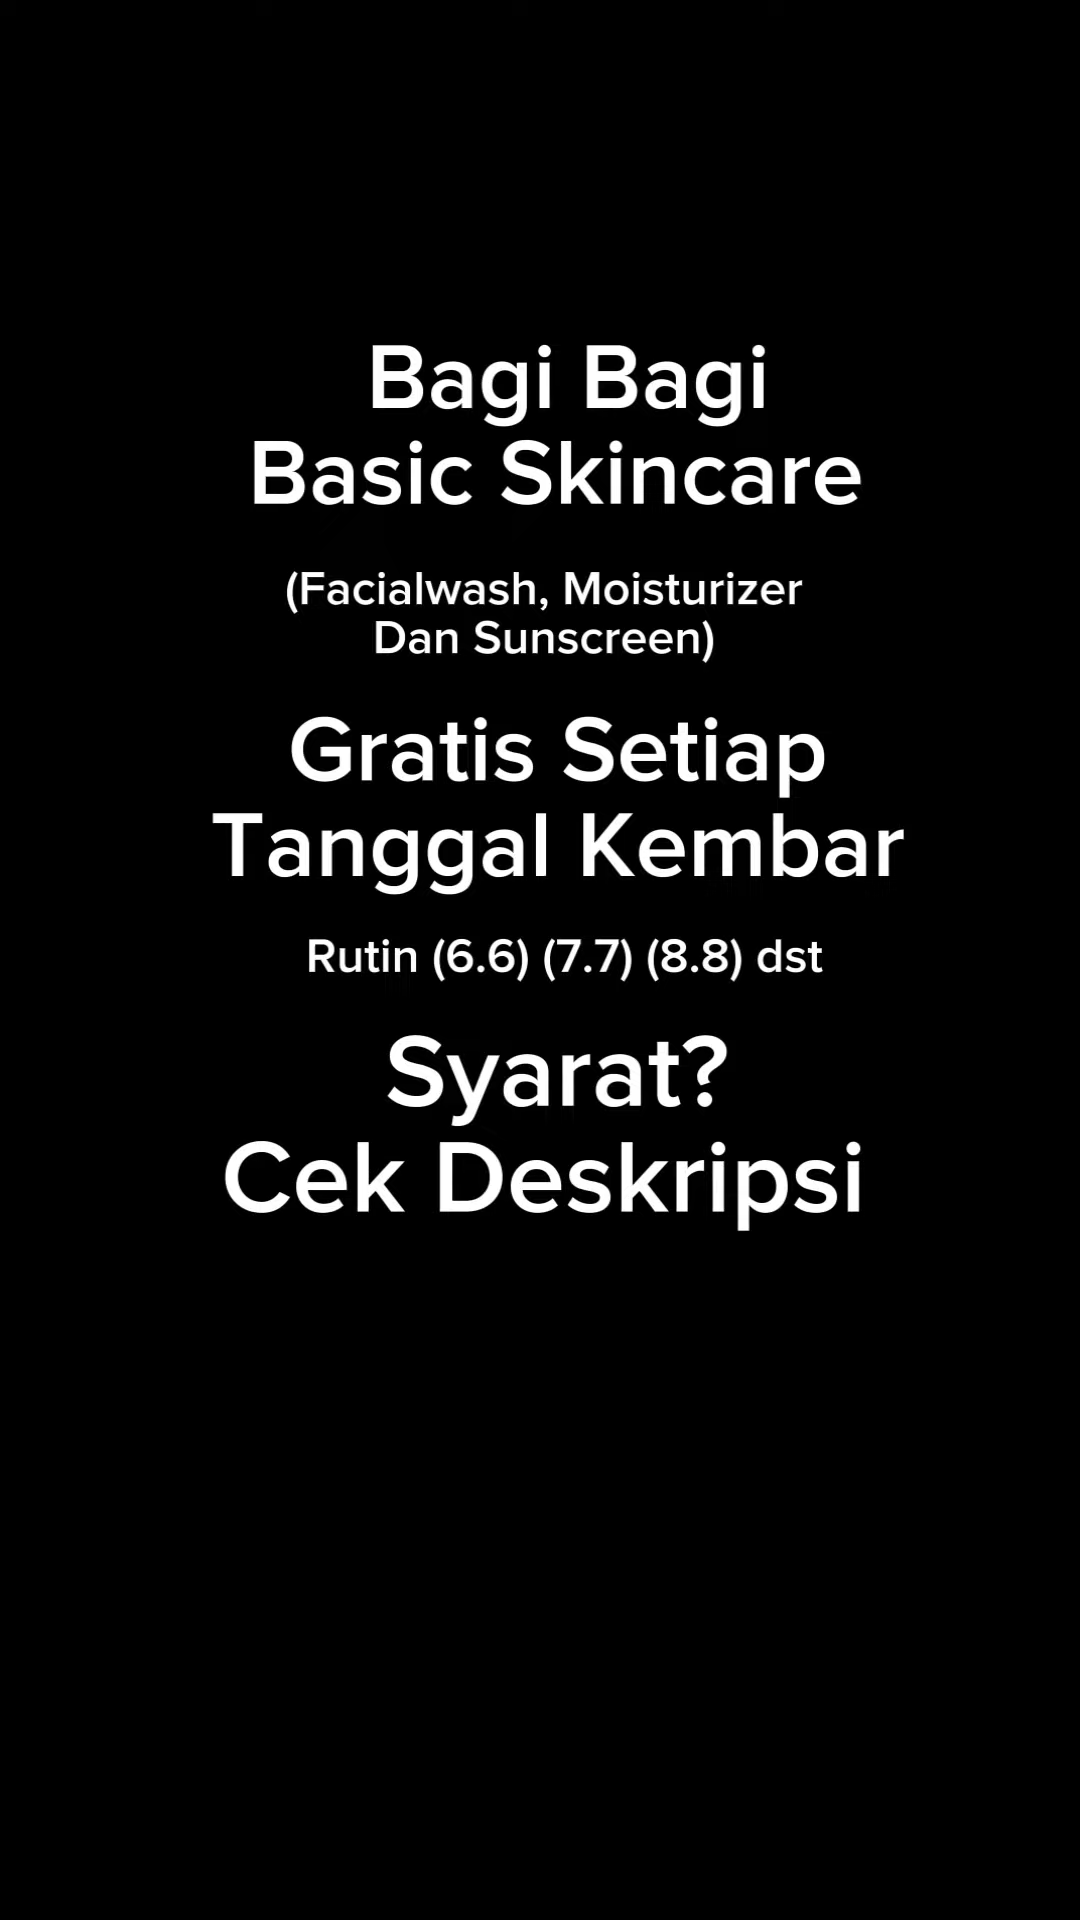 Bagi Bagi
Basic Skincare
(Facialwash, Moisturizer
Dan Sunscreen)
Gratis Setiap
Tanggal Kembar
Rutin (6.6) (7.7) (8.8) dst
Syarat?
Cek Deskripsi